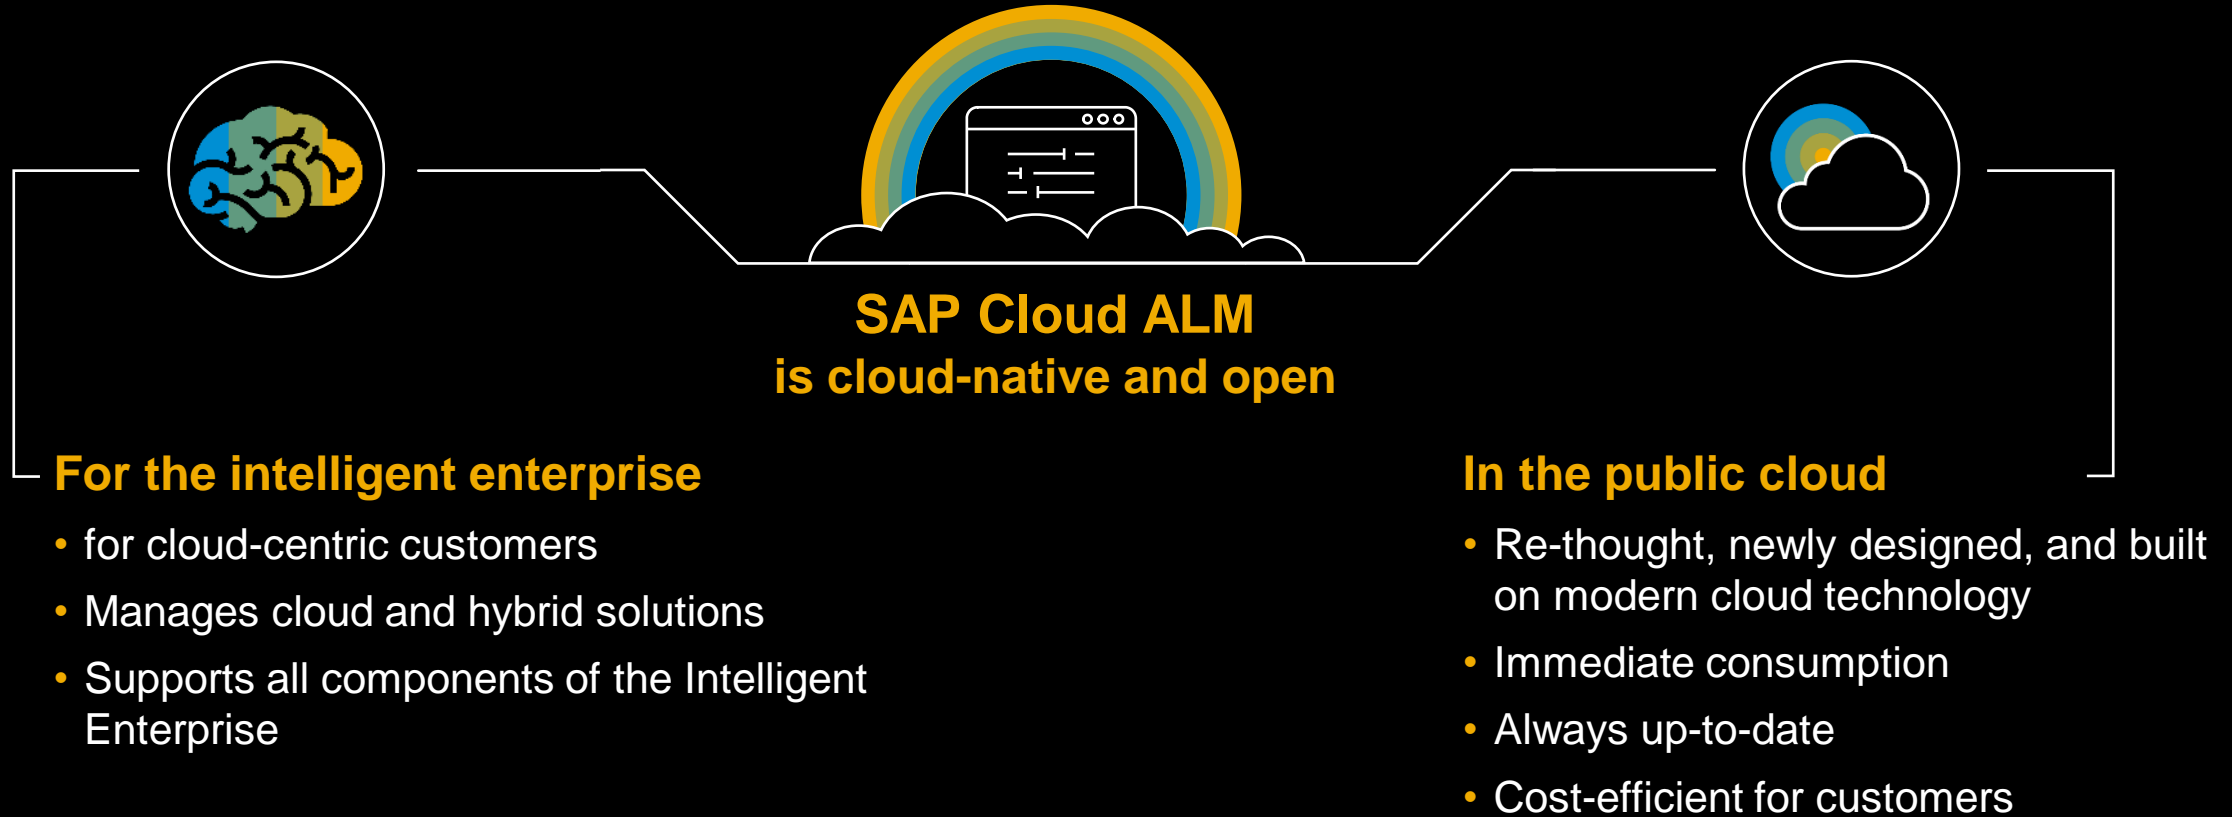 SAP Cloud ALM
is cloud-native and open
For the intelligent enterprise
• for cloud-centric customers
• Manages cloud and hybrid solutions
• Supports all components of the Intelligent
Enterprise
In the public cloud
• Re-thought, newly designed, and built
on modern cloud technology
• Immediate consumption
• Always up-to-date
• Cost-efficient for customers